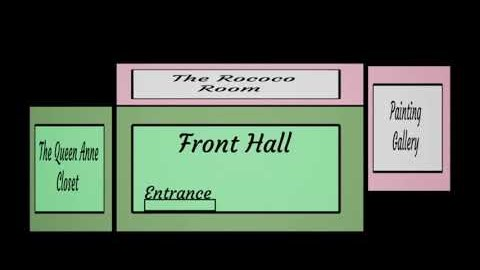 The Rococo
Room
Painting
Gallery
Front Hall
The Queen Anne
Closet
Entrance